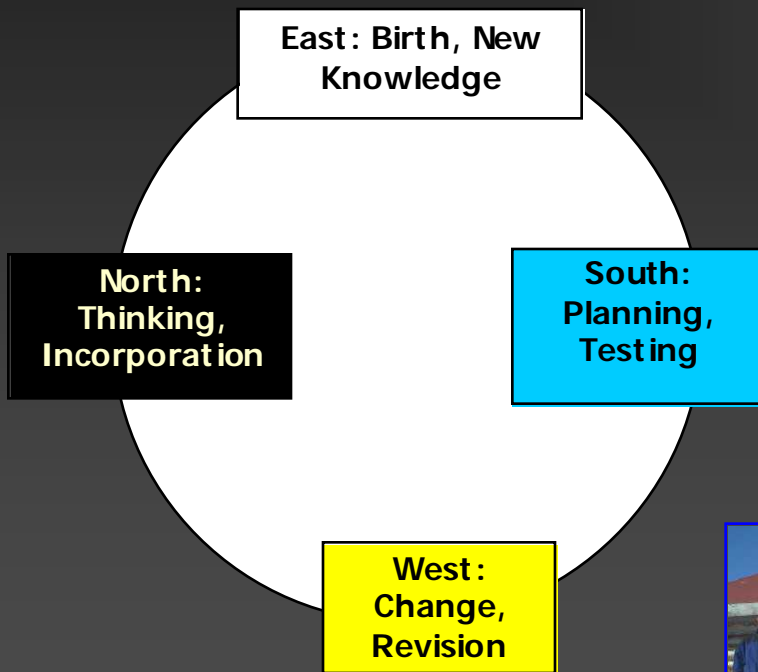 East: Birth, New
Knowledge
North:
Thinking,
Incorporation
South:
Planning,
Testing
West:
Change,
Revision